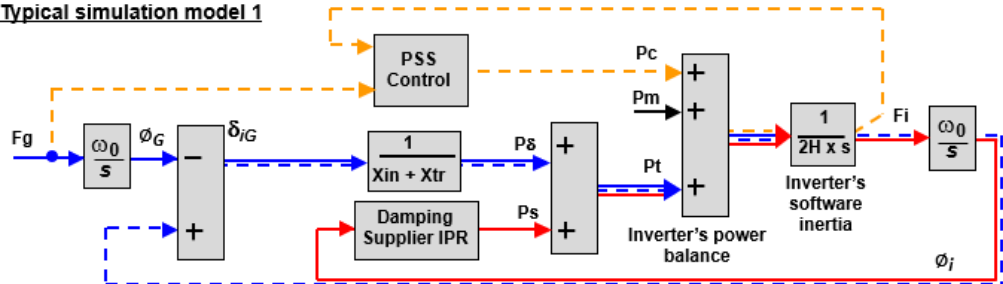 Typical simulation model 1
PSS
Control
Pc
Pm
Fg
ω₀
s
ØG
δiG
−
+
1
Xin + Xtr
Pδ
Damping
Supplier IPR
Ps
+
+
Pt
+
+
+
Inverter's power
balance
1
2H x s
Inverter's
software
inertia
Fi
ω₀
s
Øi